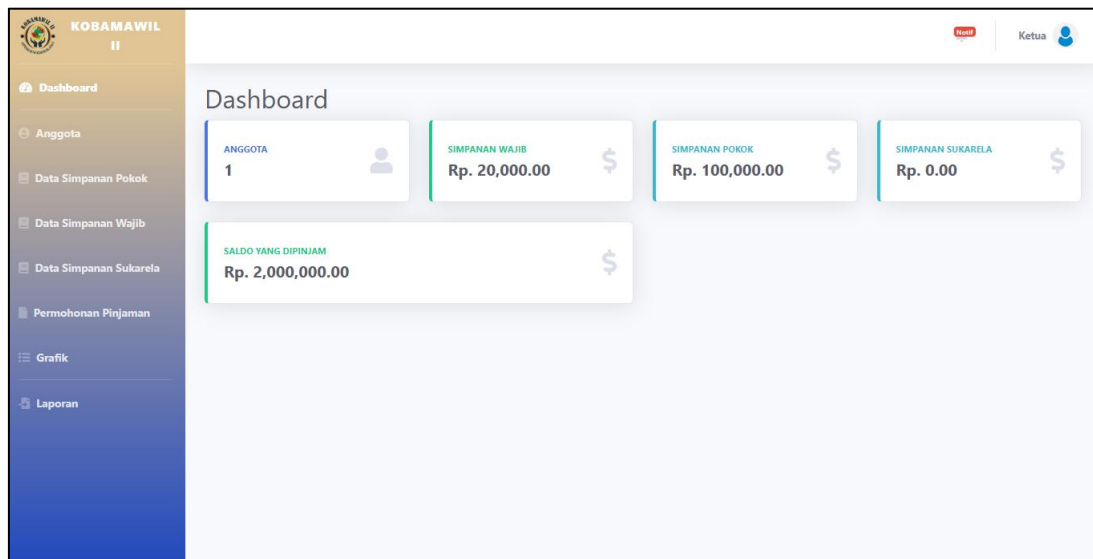 KOBAMAWIL
II
Dashboard
Anggota
Data Simpanan Pokok
Data Simpanan Wajib
Data Simpanan Sukarela
Permohonan Pinjaman
Grafik
Laporan
Notif
Ketua
Dashboard
ANGGOTA
1
SIMPANAN WAJIB
Rp. 20,000.00
SIMPANAN POKOK
Rp. 100,000.00
SIMPANAN SUKARELA
Rp. 0.00
SALDO YANG DIPINJAM
Rp. 2,000,000.00